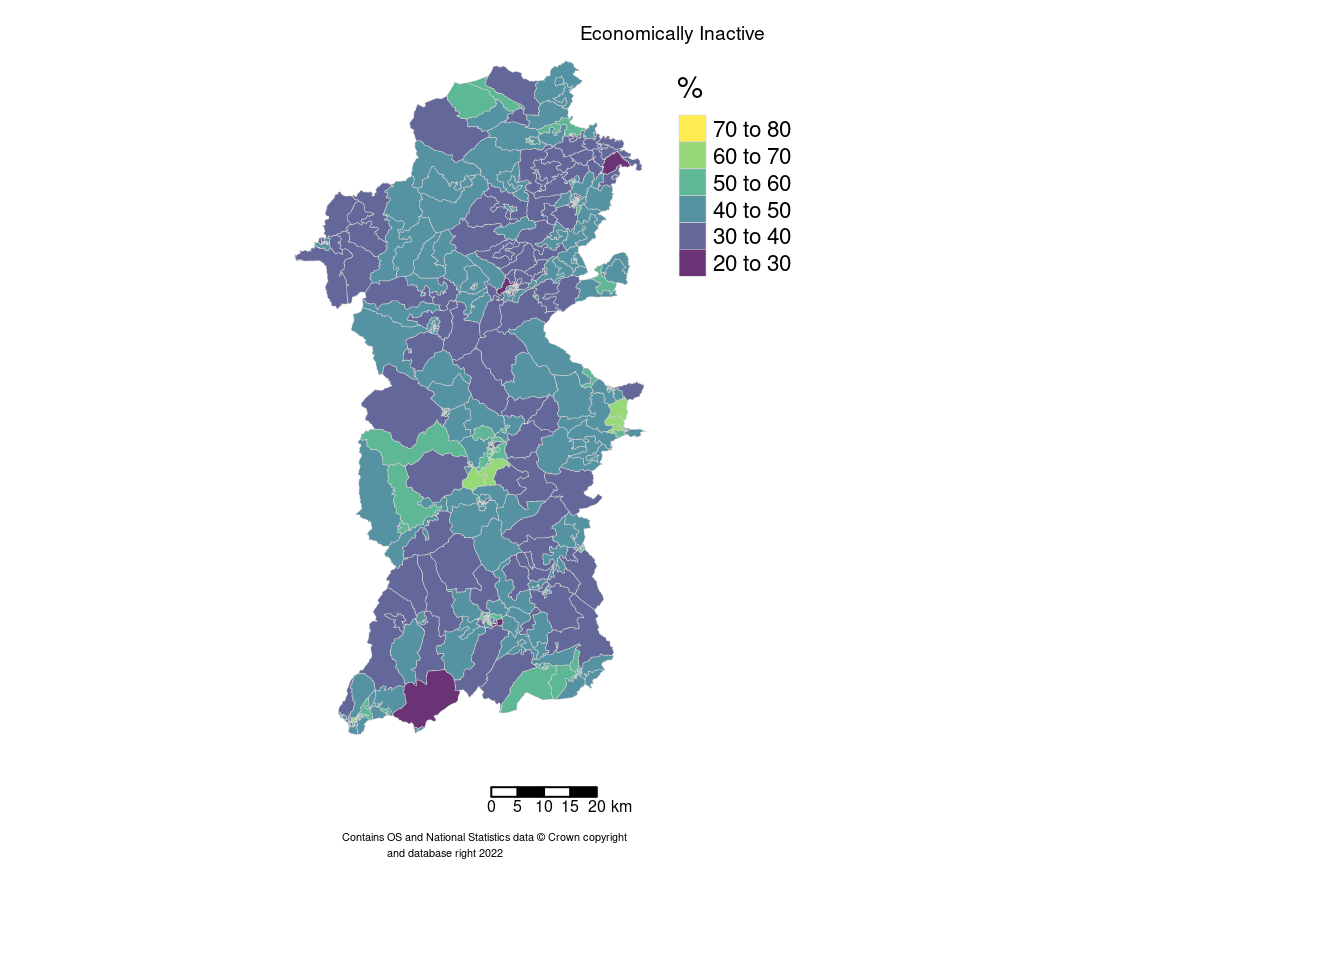 Economically Inactive
%
70 to 80
60 to 70
50 to 60
40 to 50
30 to 40
20 to 30
0 5 10 15 20 km
Contains OS and National Statistics data © Crown copyright
and database right 2022